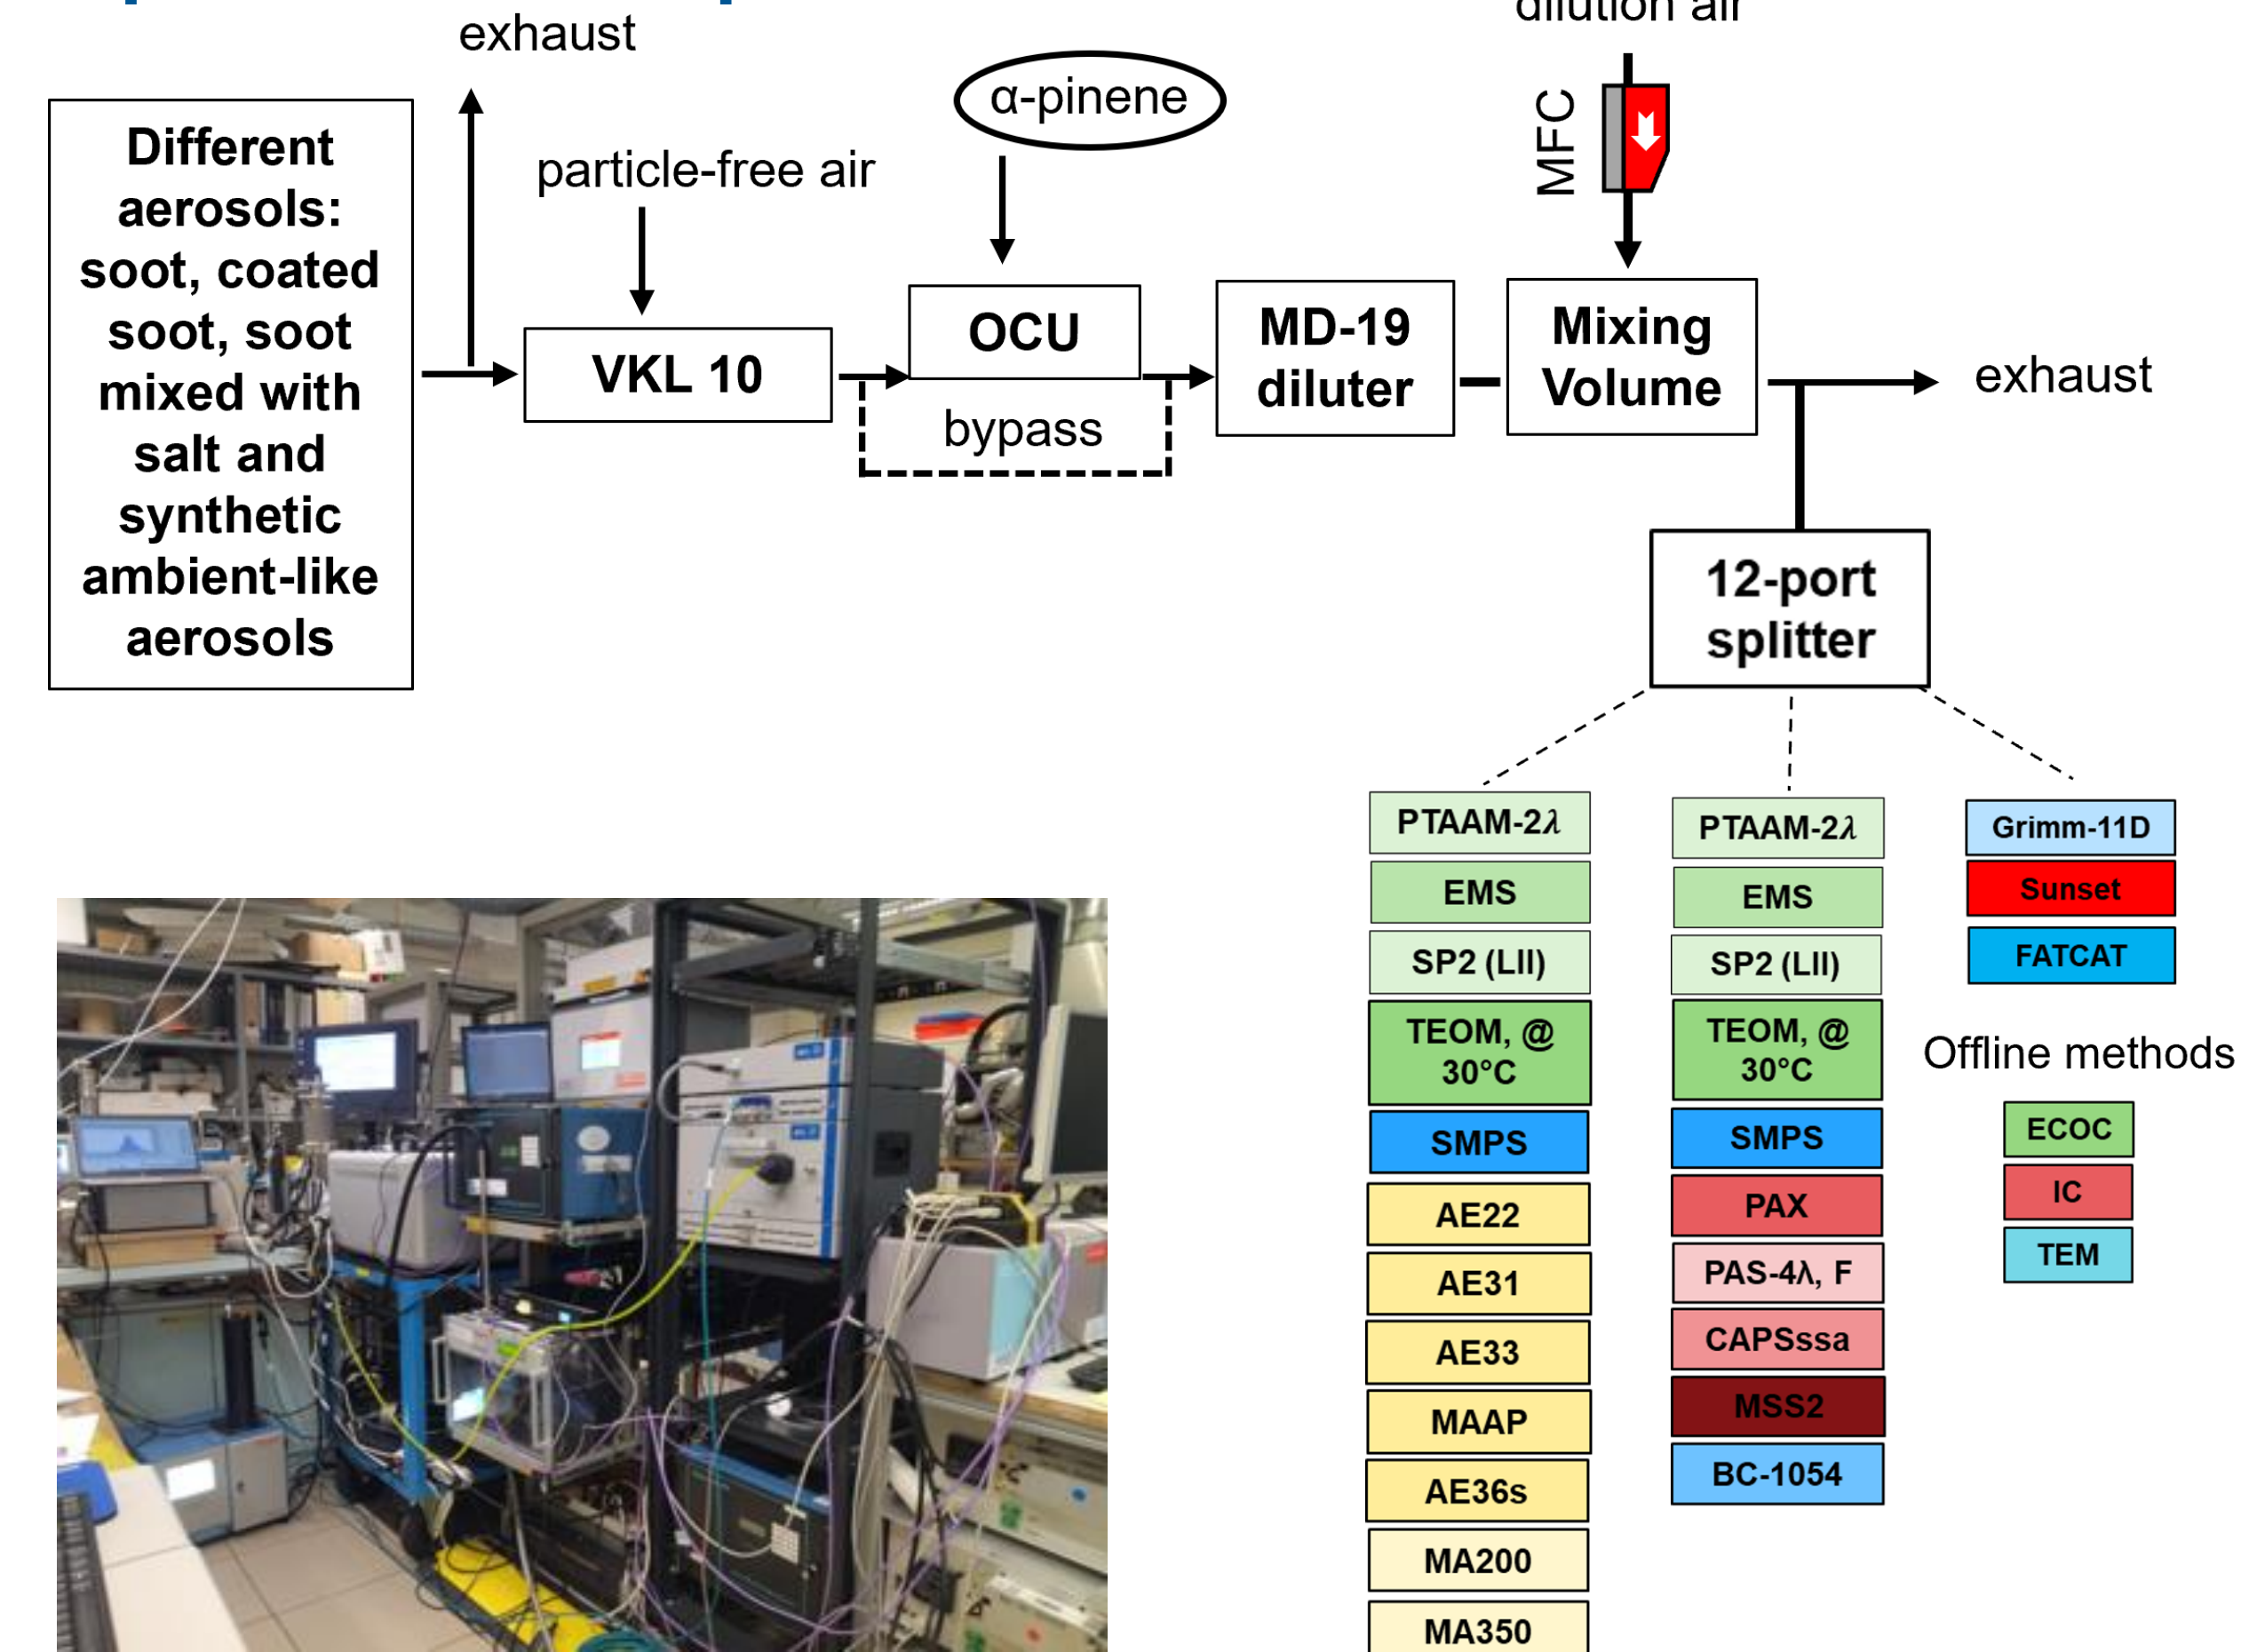 exhaust
dilution air
α-pinene
MFC
particle-free air
Different
aerosols:
soot, coated
soot, soot
mixed with
salt and
synthetic
ambient-like
aerosols
VKL 10
OCU
bypass
MD-19
diluter
Mixing
Volume
exhaust
12-port
splitter
PTAAM-2λ
EMS
SP2 (LII)
TEOM, @
30°C
SMPS
AE22
AE31
AE33
MAAP
AE36s
MA200
MA350
PTAAM-2λ
EMS
SP2 (LII)
TEOM, @
30°C
SMPS
PAX
PAS-4λ, F
CAPSssa
MSS2
BC-1054
Grimm-11D
Sunset
FATCAT
Offline methods
ECOC
IC
TEM